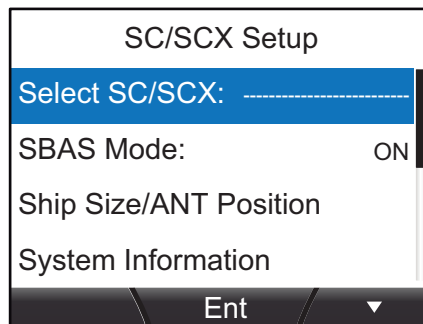 SC/SCX Setup
Select SC/SCX: --------------------------
SBAS Mode: ON
Ship Size/ANT Position
System Information
Ent ▼